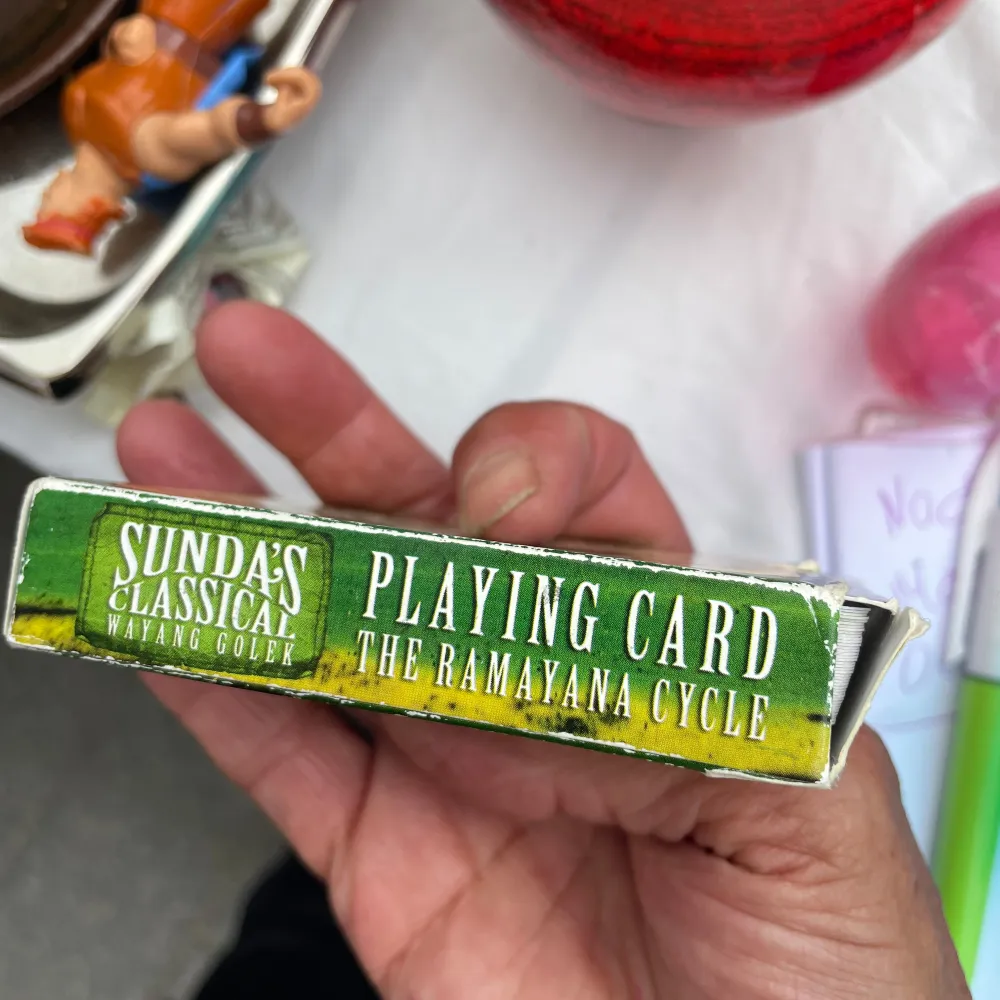 SUNDA'S
CLASSICAL
WAYANG GOLEK
PLAYING CARD
THE RAMAYANA CYCLE